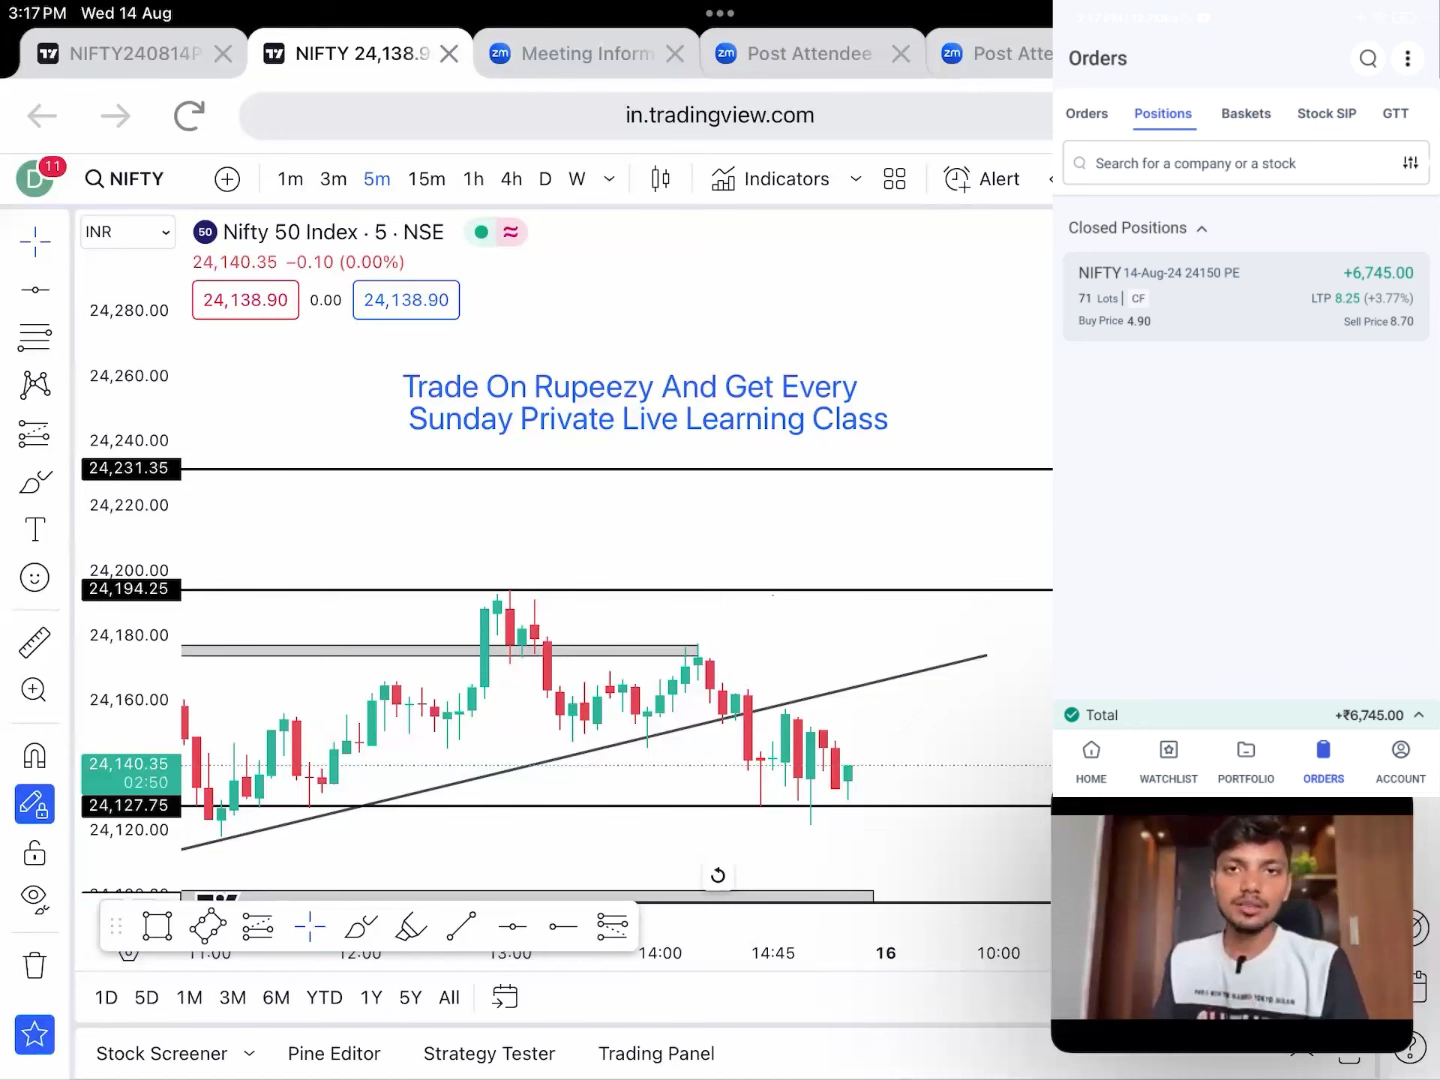 3:17 PM Wed 14 Aug
NIFTY240814P
NIFTY 24,138.9
zm Meeting Inform
zm Post Attendee
zm Post Atte
in.tradingview.com
D 11
NIFTY
1m 3m 5m 15m 1h 4h D W
Indicators
Alert
INR
50 Nifty 50 Index · 5 · NSE
24,140.35 −0.10 (0.00%)
24,138.90 0.00 24,138.90
24,280.00
24,260.00
24,240.00
24,231.35
24,220.00
24,200.00
24,194.25
24,180.00
24,160.00
24,140.35
02:50
24,127.75
24,120.00
Trade On Rupeezy And Get Every
Sunday Private Live Learning Class
11:00 12:00 13:00 14:00 14:45 16 10:00
1D 5D 1M 3M 6M YTD 1Y 5Y All
Stock Screener Pine Editor Strategy Tester Trading Panel
Orders
Orders Positions Baskets Stock SIP GTT
Search for a company or a stock
Closed Positions
NIFTY 14-Aug-24 24150 PE +6,745.00
71 Lots | CF LTP 8.25 (+3.77%)
Buy Price 4.90 Sell Price 8.70
Total +₹6,745.00
HOME WATCHLIST PORTFOLIO ORDERS ACCOUNT